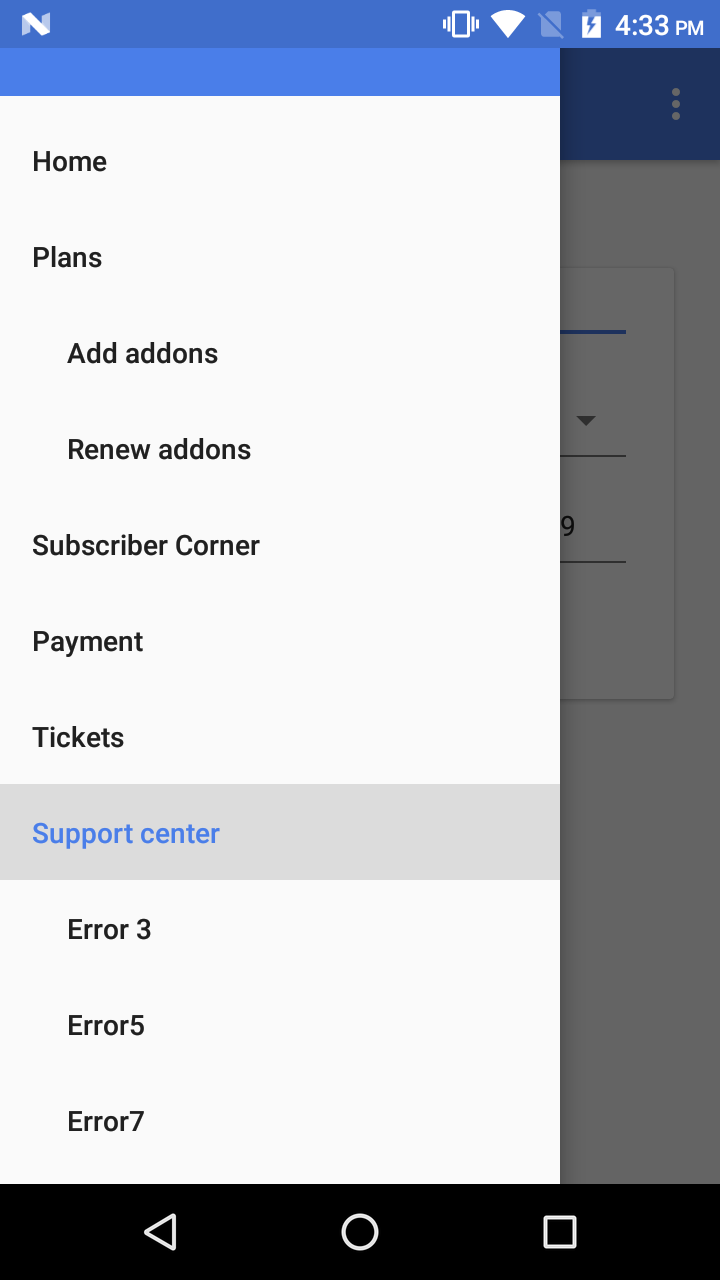 4:33 PM
Home
Plans
Add addons
Renew addons
Subscriber Corner
9
Payment
Tickets
Support center
Error 3
Error5
Error7